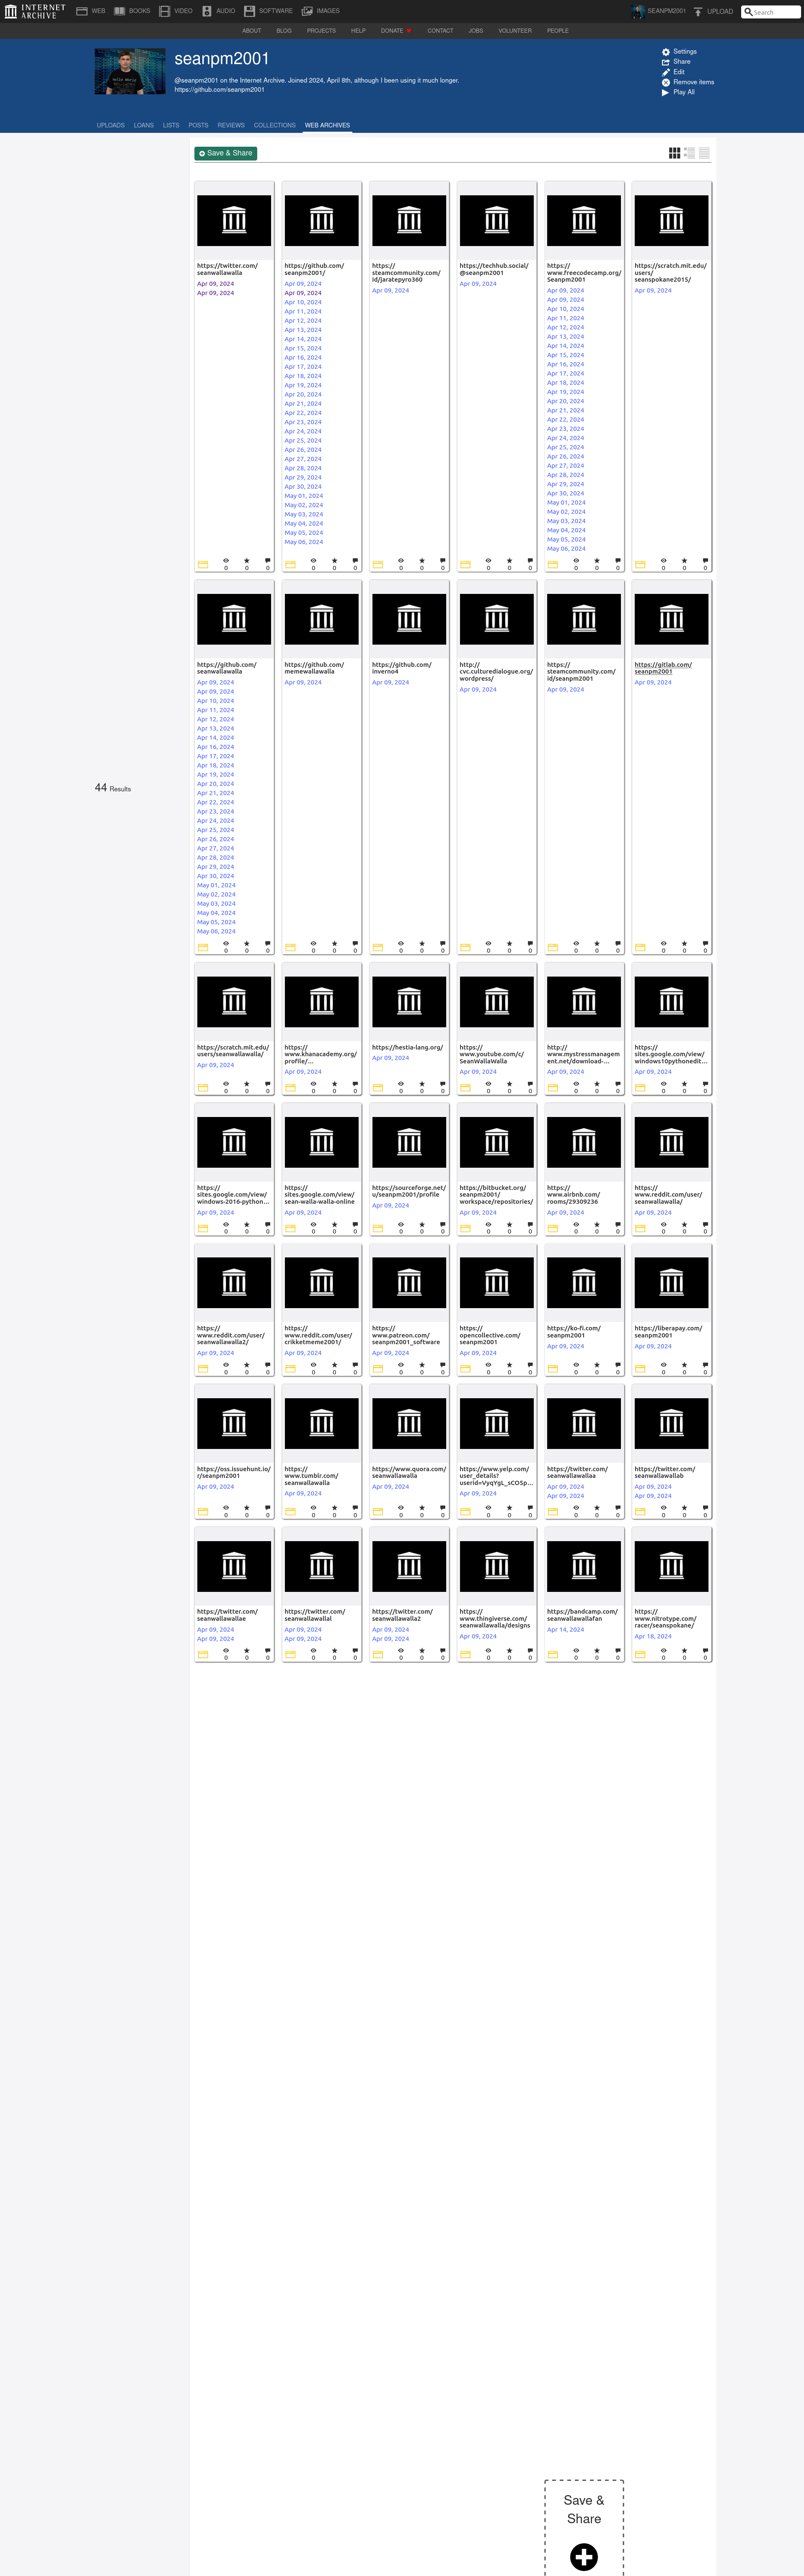 INTERNET
ARCHIVE
WEB
BOOKS
VIDEO
AUDIO
SOFTWARE
IMAGES
SEANPM2001
UPLOAD
Search
ABOUT
BLOG
PROJECTS
HELP
DONATE
CONTACT
JOBS
VOLUNTEER
PEOPLE
seanpm2001
@seanpm2001 on the Internet Archive. Joined 2024, April 8th, although I been using it much longer.
https://github.com/seanpm2001
Settings
Share
Edit
Remove items
Play All
UPLOADS
LOANS
LISTS
POSTS
REVIEWS
COLLECTIONS
WEB ARCHIVES
Save & Share
44 Results
https://twitter.com/
seanwallawalla
Apr 09, 2024
Apr 09, 2024
0 0 0
https://github.com/
seanpm2001/
Apr 09, 2024
Apr 09, 2024
Apr 10, 2024
Apr 11, 2024
Apr 12, 2024
Apr 13, 2024
Apr 14, 2024
Apr 15, 2024
Apr 16, 2024
Apr 17, 2024
Apr 18, 2024
Apr 19, 2024
Apr 20, 2024
Apr 21, 2024
Apr 22, 2024
Apr 23, 2024
Apr 24, 2024
Apr 25, 2024
Apr 26, 2024
Apr 27, 2024
Apr 28, 2024
Apr 29, 2024
Apr 30, 2024
May 01, 2024
May 02, 2024
May 03, 2024
May 04, 2024
May 05, 2024
May 06, 2024
0 0 0
https://
steamcommunity.com/
id/jaratepyro360
Apr 09, 2024
0 0 0
https://techhub.social/
@seanpm2001
Apr 09, 2024
0 0 0
https://
www.freecodecamp.org/
Seanpm2001
Apr 09, 2024
Apr 09, 2024
Apr 10, 2024
Apr 11, 2024
Apr 12, 2024
Apr 13, 2024
Apr 14, 2024
Apr 15, 2024
Apr 16, 2024
Apr 17, 2024
Apr 18, 2024
Apr 19, 2024
Apr 20, 2024
Apr 21, 2024
Apr 22, 2024
Apr 23, 2024
Apr 24, 2024
Apr 25, 2024
Apr 26, 2024
Apr 27, 2024
Apr 28, 2024
Apr 29, 2024
Apr 30, 2024
May 01, 2024
May 02, 2024
May 03, 2024
May 04, 2024
May 05, 2024
May 06, 2024
0 0 0
https://scratch.mit.edu/
users/
seanspokane2015/
Apr 09, 2024
0 0 0
https://github.com/
seanwallawalla
Apr 09, 2024
Apr 09, 2024
Apr 10, 2024
Apr 11, 2024
Apr 12, 2024
Apr 13, 2024
Apr 14, 2024
Apr 16, 2024
Apr 17, 2024
Apr 18, 2024
Apr 19, 2024
Apr 20, 2024
Apr 21, 2024
Apr 22, 2024
Apr 23, 2024
Apr 24, 2024
Apr 25, 2024
Apr 26, 2024
Apr 27, 2024
Apr 28, 2024
Apr 29, 2024
Apr 30, 2024
May 01, 2024
May 02, 2024
May 03, 2024
May 04, 2024
May 05, 2024
May 06, 2024
0 0 0
https://github.com/
memewallawalla
Apr 09, 2024
0 0 0
https://github.com/
inverno4
Apr 09, 2024
0 0 0
http://
cvc.culturedialogue.org/
wordpress/
Apr 09, 2024
0 0 0
https://
steamcommunity.com/
id/seanpm2001
Apr 09, 2024
0 0 0
https://gitlab.com/
seanpm2001
Apr 09, 2024
0 0 0
https://scratch.mit.edu/
users/seanwallawalla/
Apr 09, 2024
0 0 0
https://
www.khanacademy.org/
profile/...
Apr 09, 2024
0 0 0
https://hestia-lang.org/
Apr 09, 2024
0 0 0
https://
www.youtube.com/c/
SeanWallaWalla
Apr 09, 2024
0 0 0
http://
www.mystressmanagem
ent.net/download-...
Apr 09, 2024
0 0 0
https://
sites.google.com/view/
windows10pythonedit...
Apr 09, 2024
0 0 0
https://
sites.google.com/view/
windows-2016-python...
Apr 09, 2024
0 0 0
https://
sites.google.com/view/
sean-walla-walla-online
Apr 09, 2024
0 0 0
https://sourceforge.net/
u/seanpm2001/profile
Apr 09, 2024
0 0 0
https://bitbucket.org/
seanpm2001/
workspace/repositories/
Apr 09, 2024
0 0 0
https://
www.airbnb.com/
rooms/29309236
Apr 09, 2024
0 0 0
https://
www.reddit.com/user/
seanwallawalla/
Apr 09, 2024
0 0 0
https://
www.reddit.com/user/
seanwallawalla2/
Apr 09, 2024
0 0 0
https://
www.reddit.com/user/
crikketmeme2001/
Apr 09, 2024
0 0 0
https://
www.patreon.com/
seanpm2001_software
Apr 09, 2024
0 0 0
https://
opencollective.com/
seanpm2001
Apr 09, 2024
0 0 0
https://ko-fi.com/
seanpm2001
Apr 09, 2024
0 0 0
https://liberapay.com/
seanpm2001
Apr 09, 2024
0 0 0
https://oss.issuehunt.io/
r/seanpm2001
Apr 09, 2024
0 0 0
https://
www.tumblr.com/
seanwallawalla
Apr 09, 2024
0 0 0
https://www.quora.com/
seanwallawalla
Apr 09, 2024
0 0 0
https://www.yelp.com/
user_details?
userid=VyqYgL_sCO5p...
Apr 09, 2024
0 0 0
https://twitter.com/
seanwallawallaa
Apr 09, 2024
Apr 09, 2024
0 0 0
https://twitter.com/
seanwallawallab
Apr 09, 2024
Apr 09, 2024
0 0 0
https://twitter.com/
seanwallawallae
Apr 09, 2024
Apr 09, 2024
0 0 0
https://twitter.com/
seanwallawallal
Apr 09, 2024
Apr 09, 2024
0 0 0
https://twitter.com/
seanwallawalla2
Apr 09, 2024
Apr 09, 2024
0 0 0
https://
www.thingiverse.com/
seanwallawalla/designs
Apr 09, 2024
0 0 0
https://bandcamp.com/
seanwallawallafan
Apr 14, 2024
0 0 0
https://
www.nitrotype.com/
racer/seanspokane/
Apr 18, 2024
0 0 0
Save &
Share